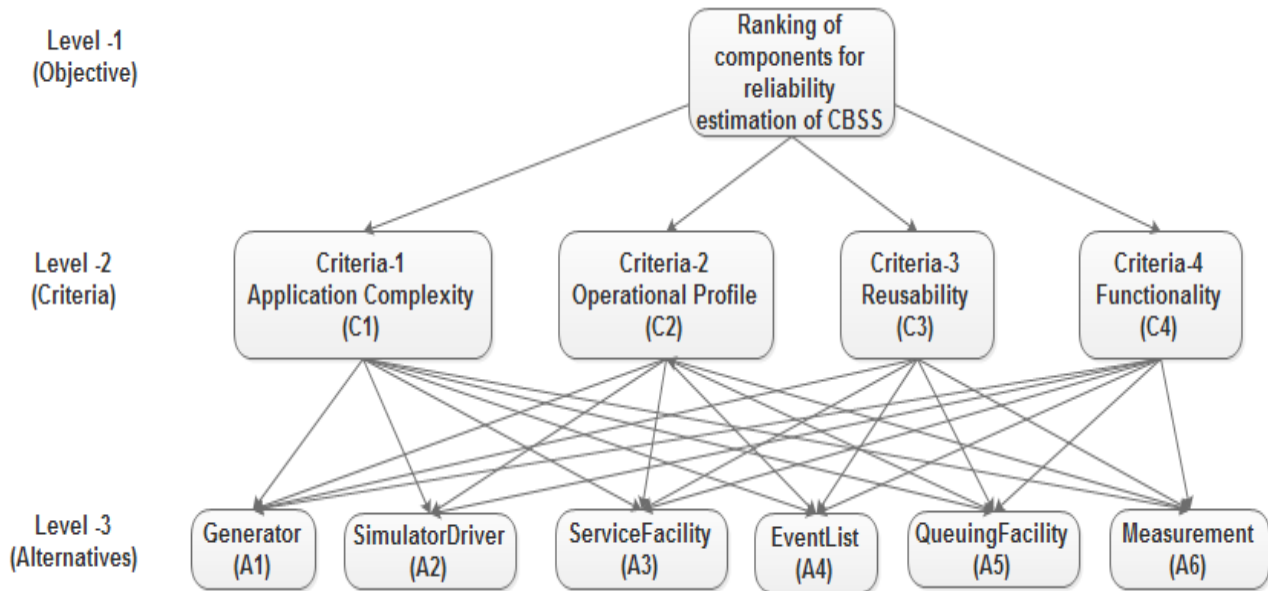 Level -1
(Objective)
Ranking of
components for
reliability
estimation of CBSS
Level -2
(Criteria)
Criteria-1
Application Complexity
(C1)
Criteria-2
Operational Profile
(C2)
Criteria-3
Reusability
(C3)
Criteria-4
Functionality
(C4)
Level -3
(Alternatives)
Generator
(A1)
SimulatorDriver
(A2)
ServiceFacility
(A3)
EventList
(A4)
QueuingFacility
(A5)
Measurement
(A6)